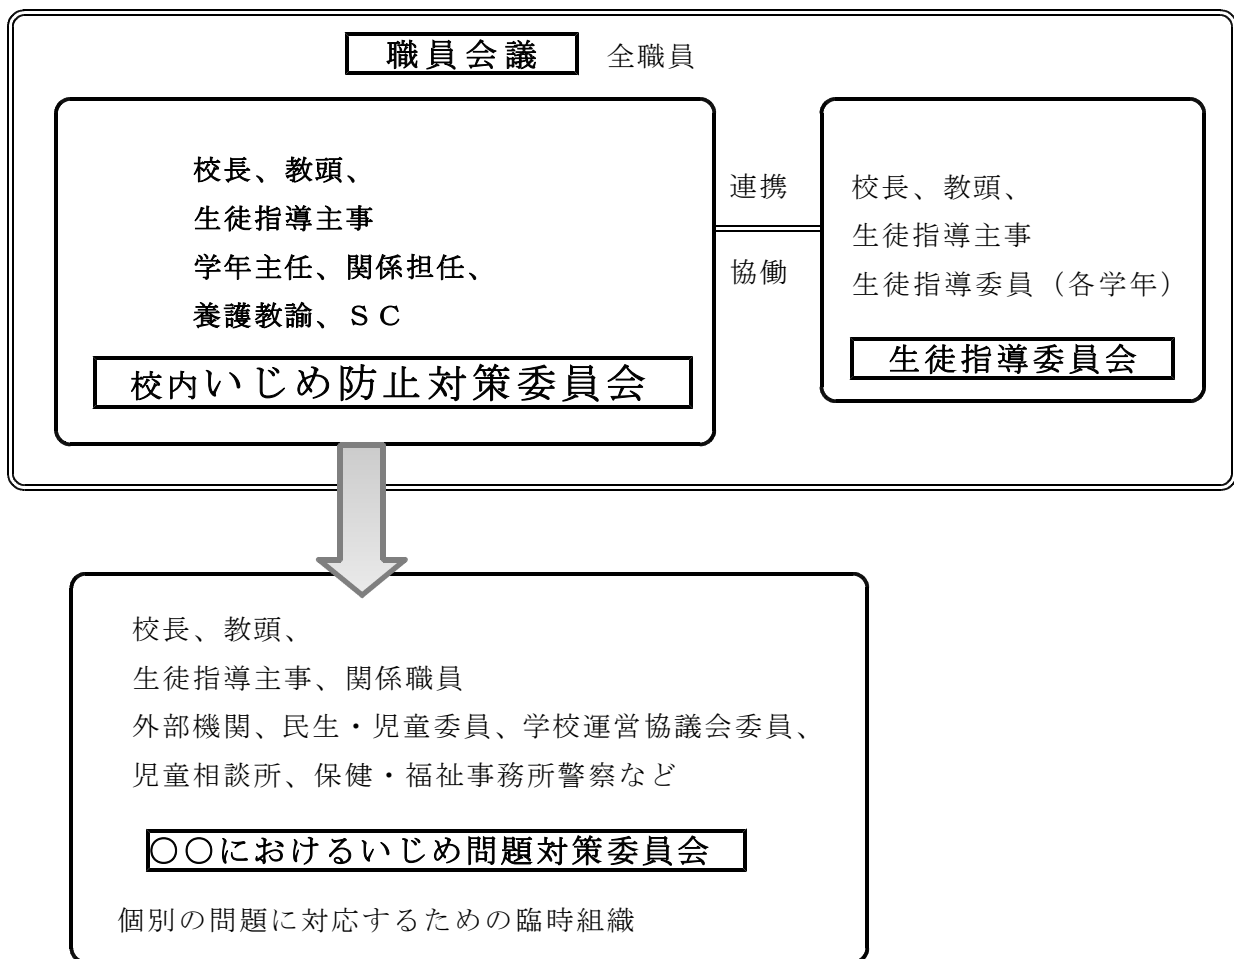 職員会議 全職員
校長、教頭、
生徒指導主事
学年主任、関係担任、
養護教諭、ＳＣ
校内いじめ防止対策委員会
連携
協働
校長、教頭、
生徒指導主事
生徒指導委員（各学年）
生徒指導委員会
校長、教頭、
生徒指導主事、関係職員
外部機関、民生・児童委員、学校運営協議会委員、
児童相談所、保健・福祉事務所警察など
〇〇におけるいじめ問題対策委員会
個別の問題に対応するための臨時組織